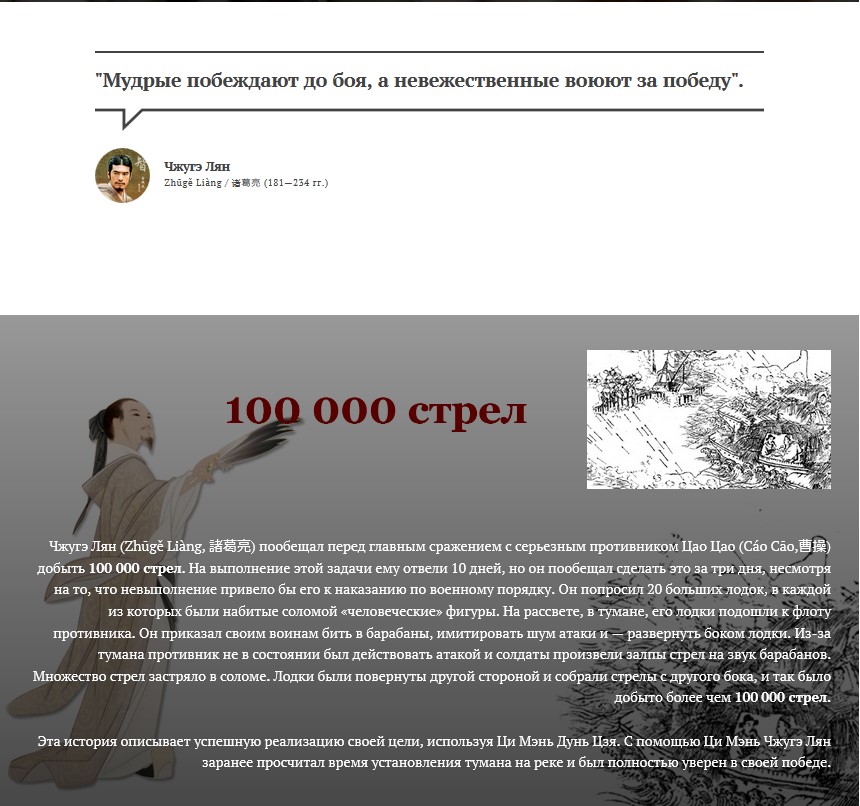 "Мудрые побеждают до боя, а невежественные воюют за победу".
Чжугэ Лян
Zhūgě Liàng / 诸葛亮 (181—234 гг.)
100 000 стрел
Чжугэ Лян (Zhūgě Liàng, 諸葛亮) пообещал перед главным сражением с серьезным противником Цао Цао (Cáo Cāo,曹操)
добыть 100 000 стрел. На выполнение этой задачи ему отвели 10 дней, но он пообещал сделать это за три дня, несмотря
на то, что невыполнение привело бы его к наказанию по военному порядку. Он попросил 20 больших лодок, в каждой
из которых были набитые соломой «человеческие» фигуры. На рассвете, в тумане, его лодки подошли к флоту
противника. Он приказал своим воинам бить в барабаны, имитировать шум атаки и — развернуть боком лодки. Из-за
тумана противник не в состоянии был действовать атакой и солдаты произвели залпы стрел на звук барабанов.
Множество стрел застряло в соломе. Лодки были повернуты другой стороной и собрали стрелы с другого бока, и так было
добыто более чем 100 000 стрел.
Эта история описывает успешную реализацию своей цели, используя Ци Мэнь Дунь Цзя. С помощью Ци Мэнь Чжугэ Лян
заранее просчитал время установления тумана на реке и был полностью уверен в своей победе.